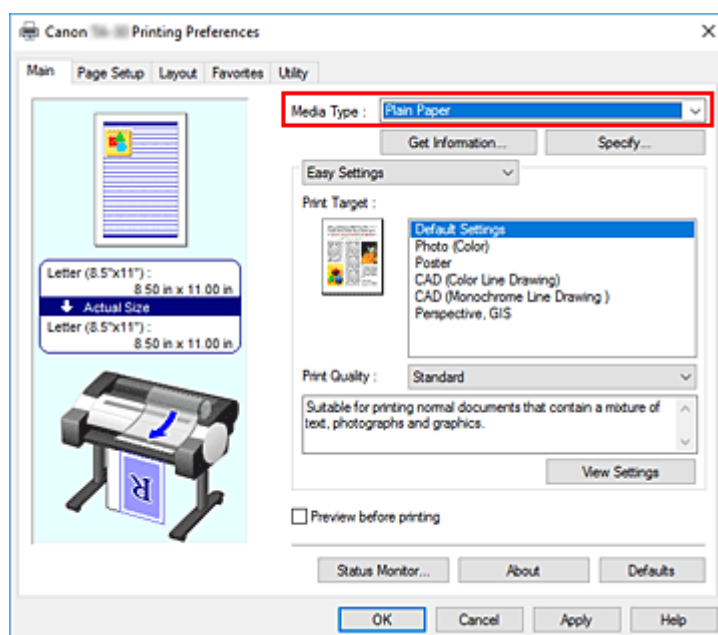 Canon Printing Preferences
Main Page Setup Layout Favorites Utility
Media Type : Plain Paper
Get Information... Specify...
Easy Settings
Print Target :
Default Settings
Photo (Color)
Poster
CAD (Color Line Drawing)
CAD (Monochrome Line Drawing )
Perspective, GIS
Letter (8.5"x11") :
8.50 in x 11.00 in
Actual Size
Letter (8.5"x11") :
8.50 in x 11.00 in
Print Quality : Standard
Suitable for printing normal documents that contain a mixture of
text, photographs and graphics.
View Settings
R
Preview before printing
Status Monitor... About Defaults
OK Cancel Apply Help